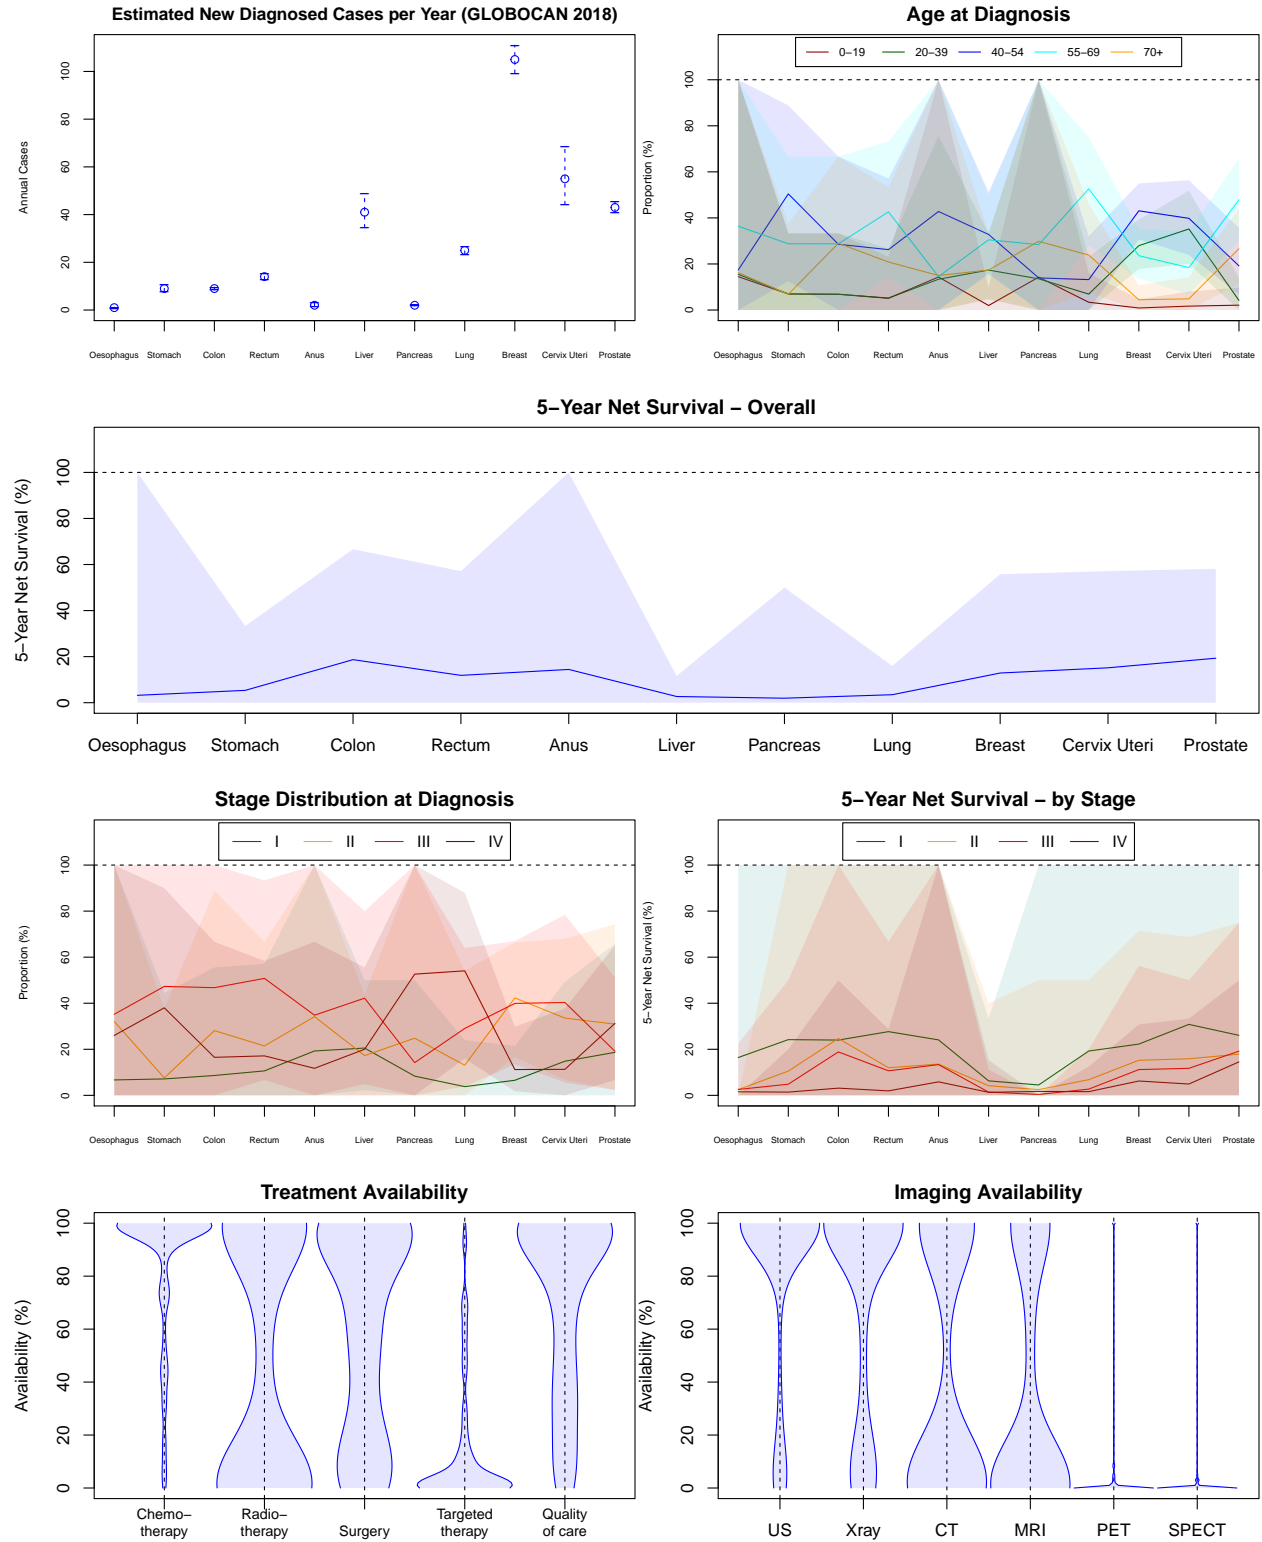 Estimated New Diagnosed Cases per Year (GLOBOCAN 2018)
Annual Cases
0 20 40 60 80 100
Oesophagus Stomach Colon Rectum Anus Liver Pancreas Lung Breast Cervix Uteri Prostate
Age at Diagnosis
0–19 20–39 40–54 55–69 70+
Proportion (%)
0 20 40 60 80 100
Oesophagus Stomach Colon Rectum Anus Liver Pancreas Lung Breast Cervix Uteri Prostate
5–Year Net Survival – Overall
5–Year Net Survival (%)
0 20 40 60 80 100
Oesophagus Stomach Colon Rectum Anus Liver Pancreas Lung Breast Cervix Uteri Prostate
Stage Distribution at Diagnosis
I II III IV
Proportion (%)
0 20 40 60 80 100
Oesophagus Stomach Colon Rectum Anus Liver Pancreas Lung Breast Cervix Uteri Prostate
5–Year Net Survival – by Stage
I II III IV
5–Year Net Survival (%)
0 20 40 60 80 100
Oesophagus Stomach Colon Rectum Anus Liver Pancreas Lung Breast Cervix Uteri Prostate
Treatment Availability
Availability (%)
0 20 40 60 80 100
Chemo–
therapy
Radio–
therapy
Surgery
Targeted
therapy
Quality
of care
Imaging Availability
Availability (%)
0 20 40 60 80 100
US Xray CT MRI PET SPECT